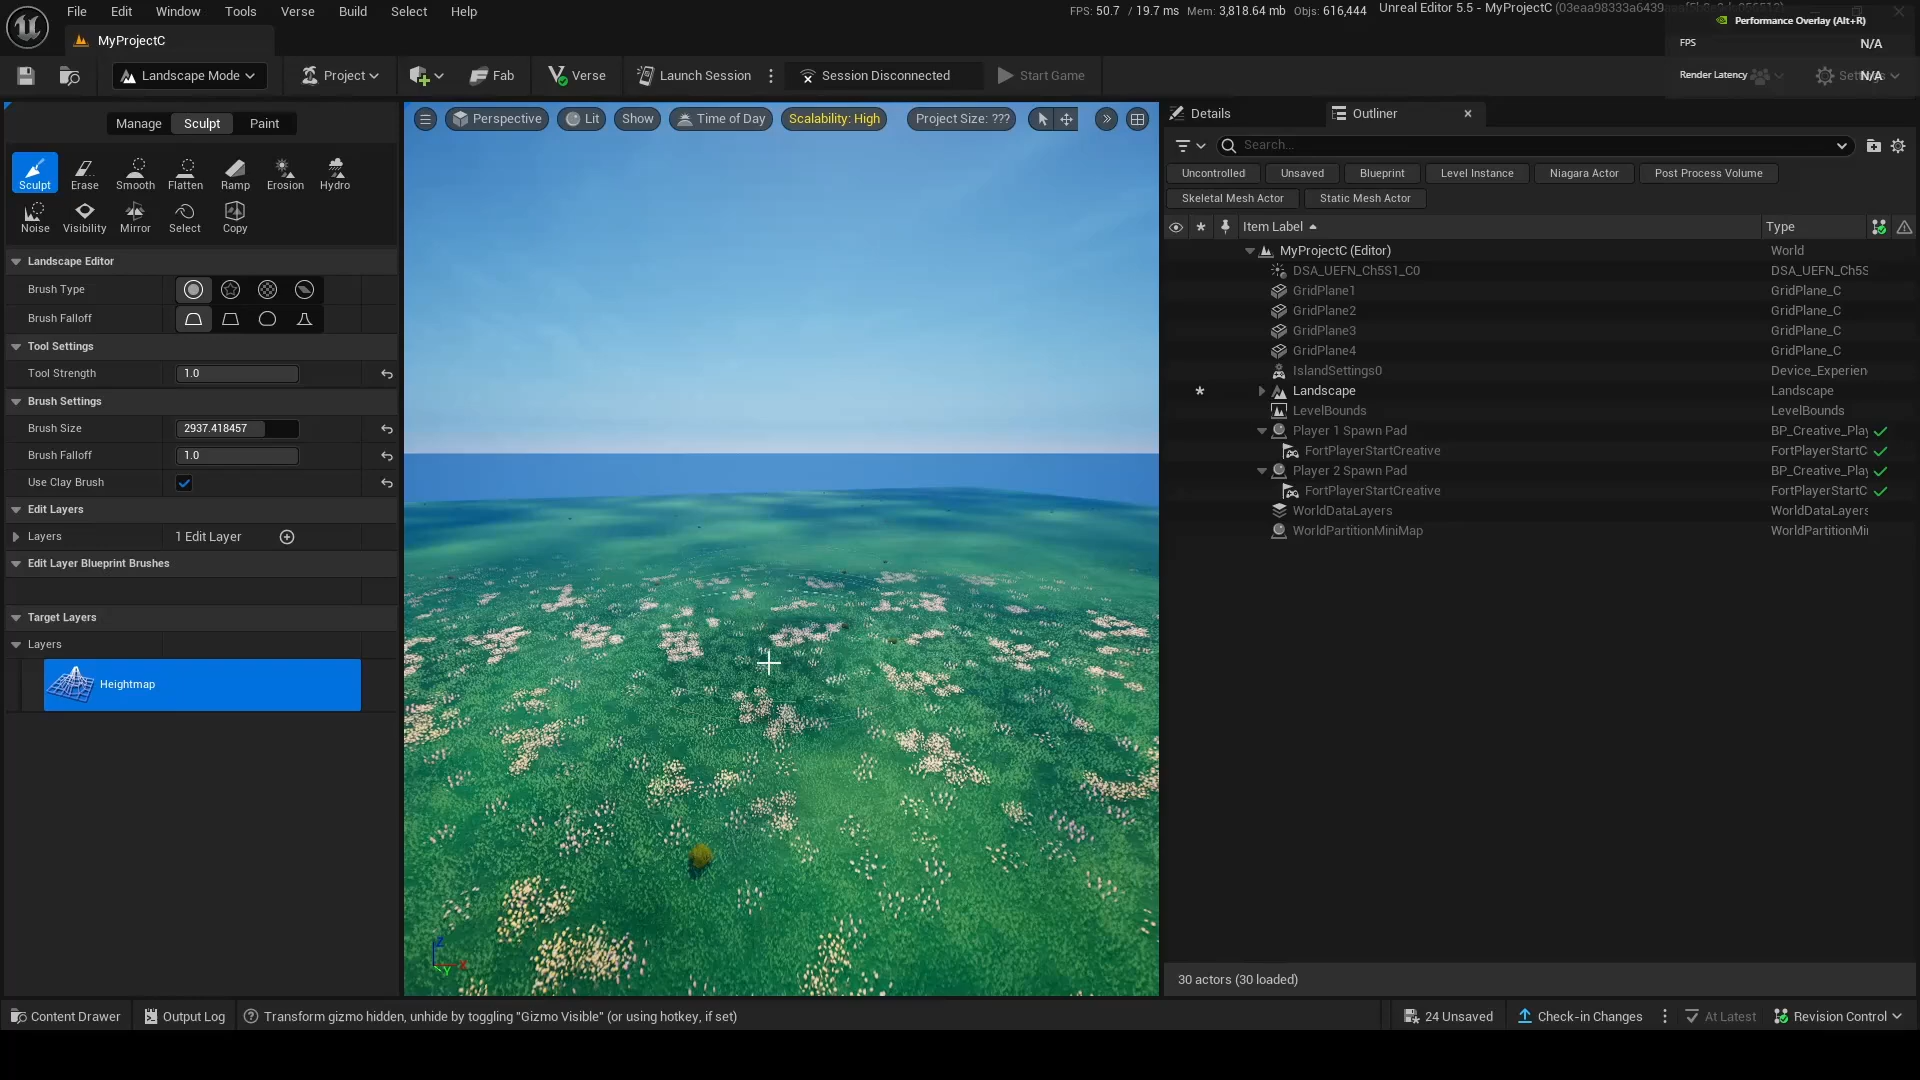 File Edit Window Tools Verse Build Select Help
FPS: 50.7 / 19.7 ms Mem: 3,818.64 mb Objs: 616,444
Unreal Editor 5.5 - MyProjectC
Performance Overlay (Alt+R)
FPS N/A
Render Latency N/A
MyProjectC
Landscape Mode
Project
Fab
Verse
Launch Session
Session Disconnected
Start Game
Manage Sculpt Paint
Sculpt Erase Smooth Flatten Ramp Erosion Hydro
Noise Visibility Mirror Select Copy
Landscape Editor
Brush Type
Brush Falloff
Tool Settings
Tool Strength 1.0
Brush Settings
Brush Size 2937.418457
Brush Falloff 1.0
Use Clay Brush
Edit Layers
Layers 1 Edit Layer
Edit Layer Blueprint Brushes
Target Layers
Layers
Heightmap
Perspective Lit Show Time of Day Scalability: High Project Size: ???
Z
X
Y
Details Outliner
Search...
Uncontrolled Unsaved Blueprint Level Instance Niagara Actor Post Process Volume
Skeletal Mesh Actor Static Mesh Actor
Item Label Type
MyProjectC (Editor) World
DSA_UEFN_Ch5S1_C0 DSA_UEFN_Ch5S
GridPlane1 GridPlane_C
GridPlane2 GridPlane_C
GridPlane3 GridPlane_C
GridPlane4 GridPlane_C
IslandSettings0 Device_Experien
Landscape Landscape
LevelBounds LevelBounds
Player 1 Spawn Pad BP_Creative_Play
FortPlayerStartCreative FortPlayerStartC
Player 2 Spawn Pad BP_Creative_Play
FortPlayerStartCreative FortPlayerStartC
WorldDataLayers WorldDataLayers
WorldPartitionMiniMap WorldPartitionMin
30 actors (30 loaded)
Content Drawer
Output Log
Transform gizmo hidden, unhide by toggling "Gizmo Visible" (or using hotkey, if set)
24 Unsaved
Check-in Changes
At Latest
Revision Control